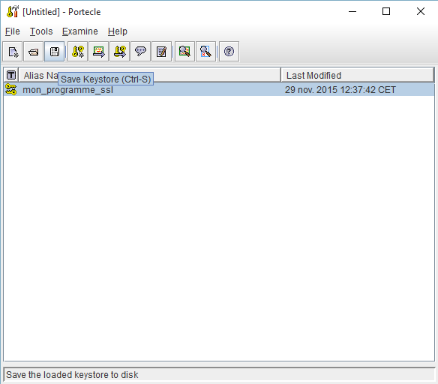 [Untitled] - Portecle
File Tools Examine Help
T Alias Na Last Modified
Save Keystore (Ctrl-S)
mon_programme_ssl 29 nov. 2015 12:37:42 CET
Save the loaded keystore to disk